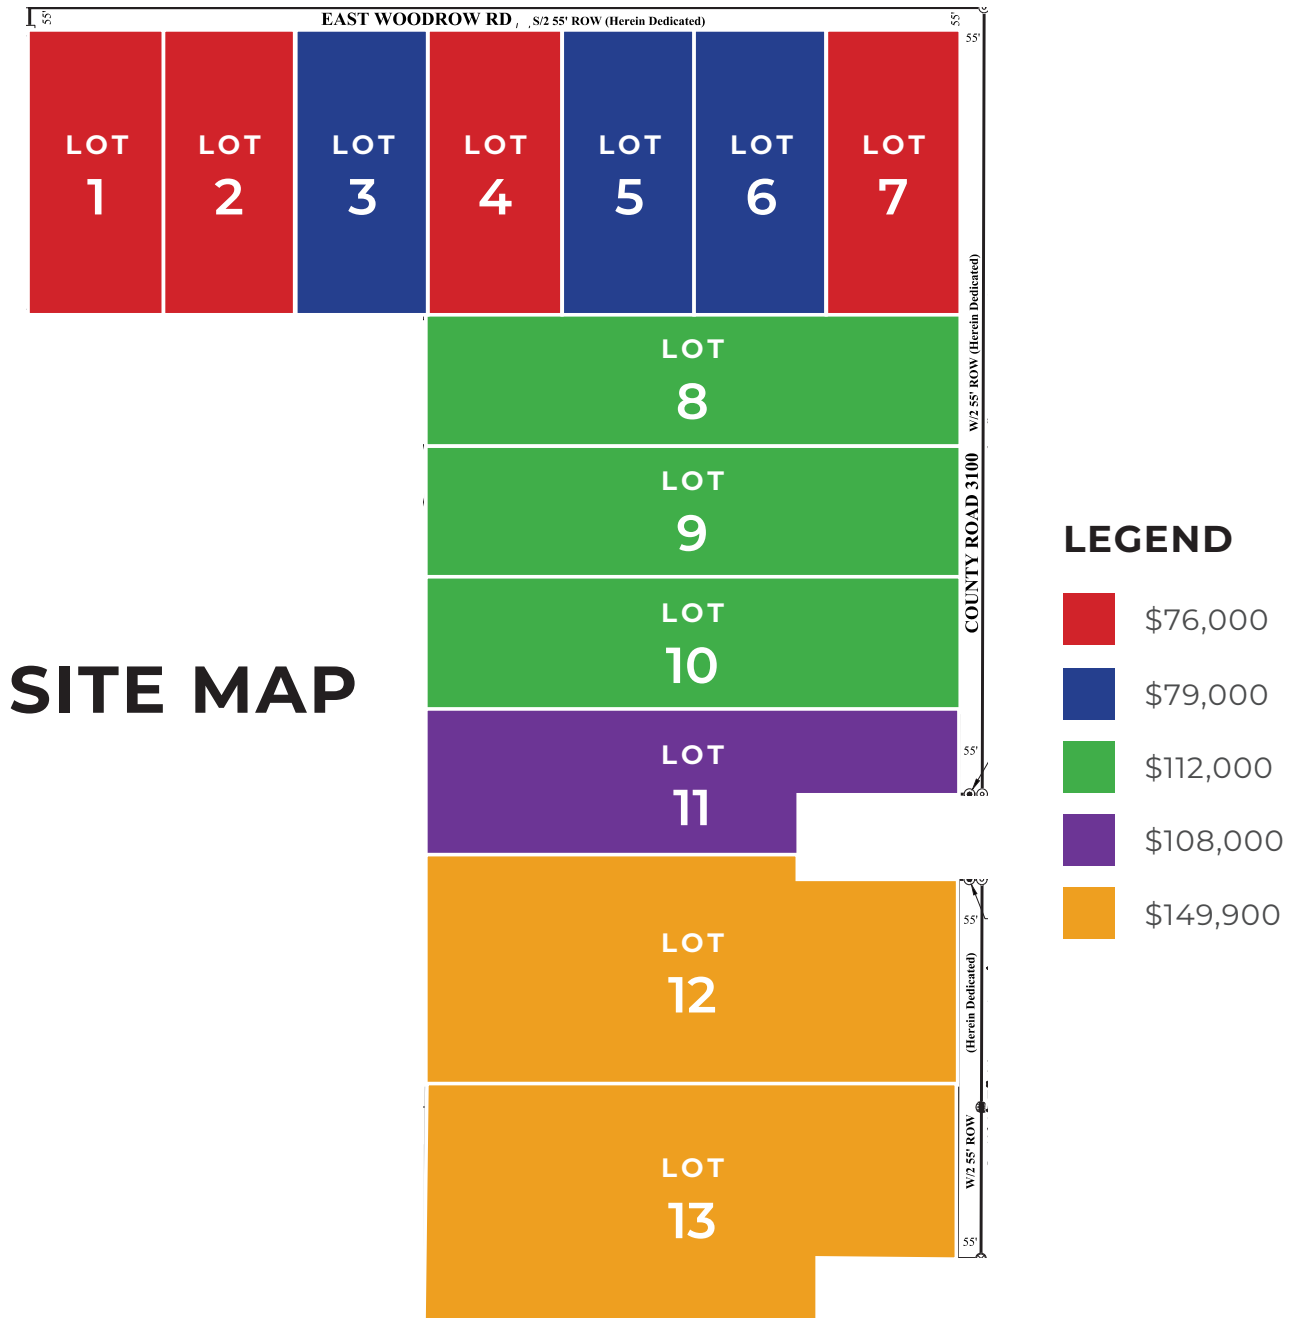 55'
EAST WOODROW RD
S/2 55' ROW (Herein Dedicated)
55'
55'
LOT
1
LOT
2
LOT
3
LOT
4
LOT
5
LOT
6
LOT
7
W/2 55' ROW (Herein Dedicated)
COUNTY ROAD 3100
LOT
8
LOT
9
LOT
10
LOT
11
55'
SITE MAP
LEGEND
$76,000
$79,000
$112,000
$108,000
$149,900
LOT
12
55'
(Herein Dedicated)
LOT
13
W/2 55' ROW
55'